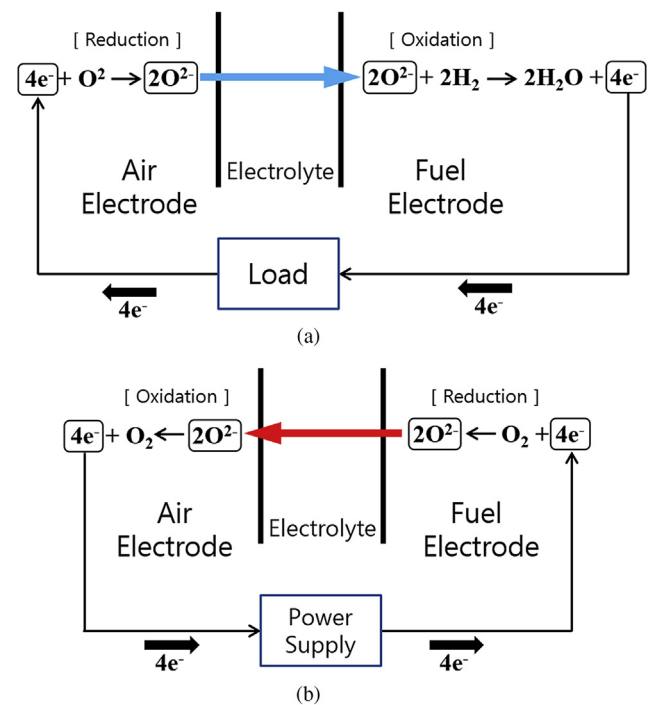 [ Reduction ] [ Oxidation ]
4e⁻ + O² → 2O²⁻ 2O²⁻ + 2H₂ → 2H₂O + 4e⁻
Air Electrode
Electrolyte
Fuel Electrode
Load
4e⁻ 4e⁻
(a)
[ Oxidation ] [ Reduction ]
4e⁻ + O₂ ← 2O²⁻ 2O²⁻ ← O₂ + 4e⁻
Air Electrode
Electrolyte
Fuel Electrode
Power
Supply
4e⁻ 4e⁻
(b)